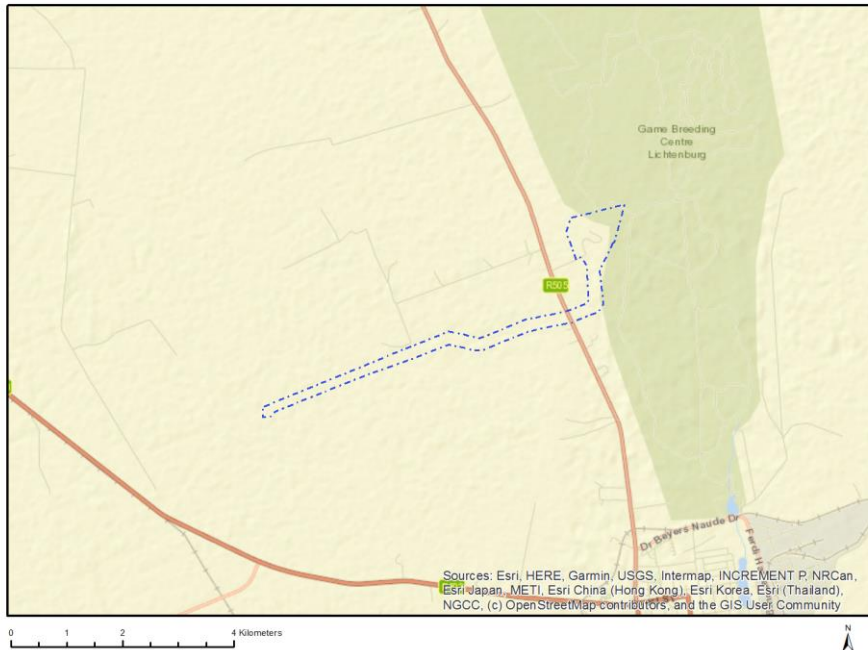 Game Breeding
Centre
Lichtenburg
R505
Dr Beyers Naude Dr
Sources: Esri, HERE, Garmin, USGS, Intermap, INCREMENT P, NRCan,
Esri Japan, METI, Esri China (Hong Kong), Esri Korea, Esri (Thailand),
NGCC, (c) OpenStreetMap contributors, and the GIS User Community
0 1 2 4 Kilometers
N